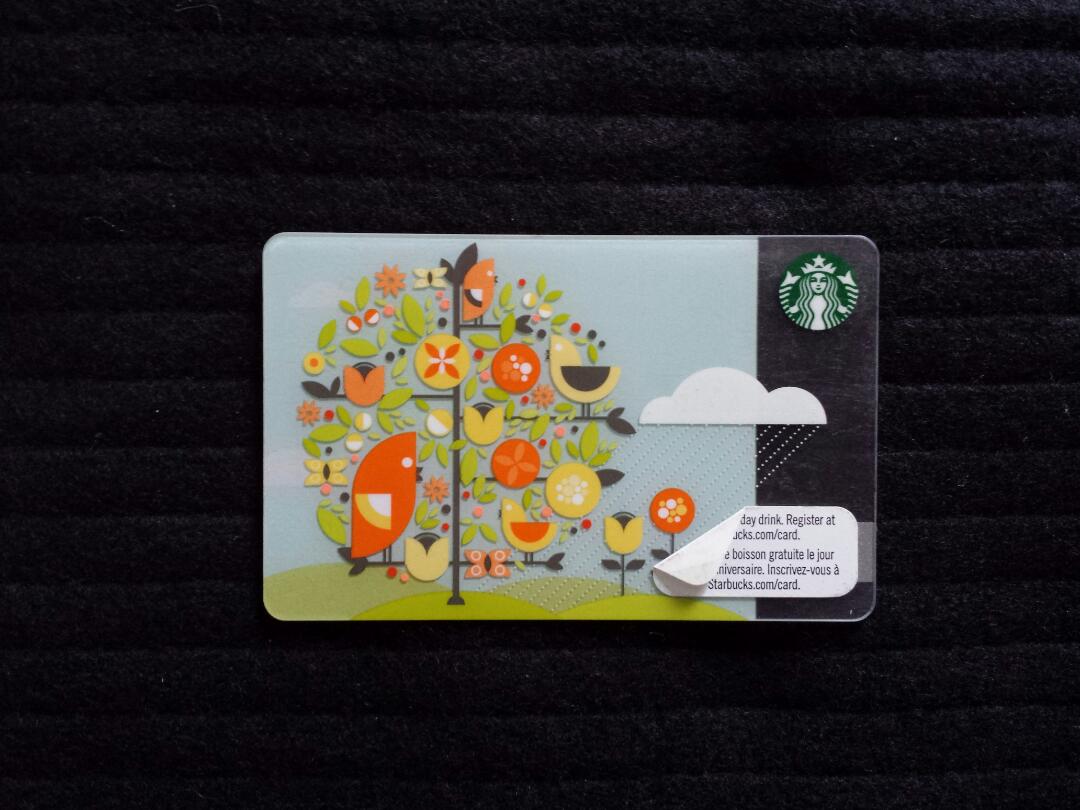 day drink. Register at
ucks.com/card.
boisson gratuite le jour
niversaire. Inscrivez-vous à
Starbucks.com/card.